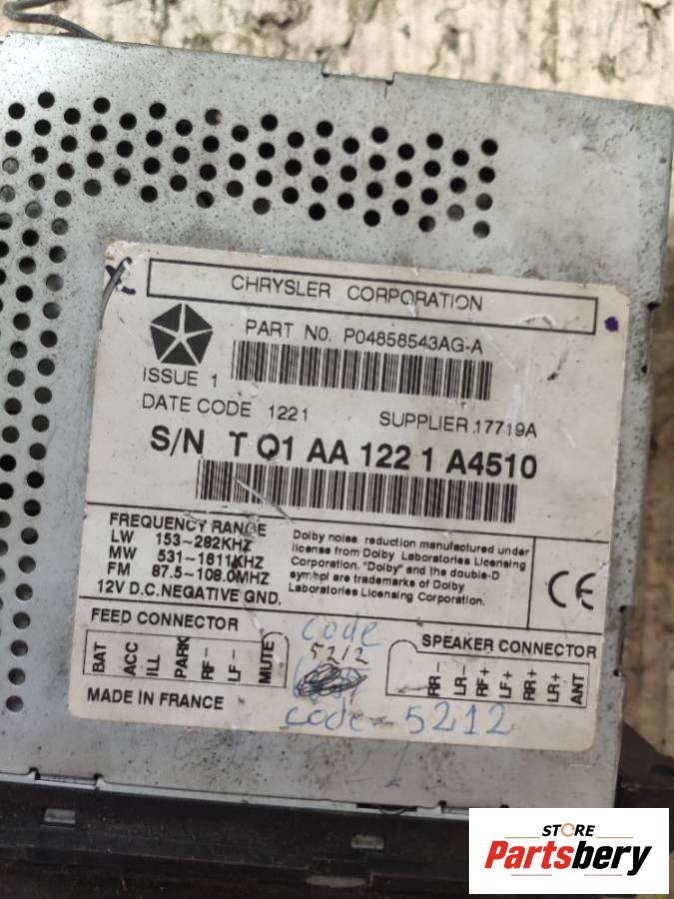 CHRYSLER CORPORATION
PART NO. P04858543AG-A
ISSUE 1
DATE CODE 1221 SUPPLIER 17719A
S/N T Q1 AA 122 1 A4510
FREQUENCY RANGE
LW 153~282KHZ
MW 531~1611KHZ
FM 87.5~108.0MHZ
12V D.C. NEGATIVE GND.
Dolby noise reduction manufactured under
license from Dolby Laboratories Licensing
Corporation. "Dolby" and the double-D
symbol are trademarks of Dolby
Laboratories Licensing Corporation.
CE
FEED CONNECTOR
BAT ACC ILL PARK RF- LF- MUTE
MADE IN FRANCE
code
5212
code - 5212
SPEAKER CONNECTOR
RR- LR- RF+ LF+ RR+ LR+ ANT
STORE
Partsbery